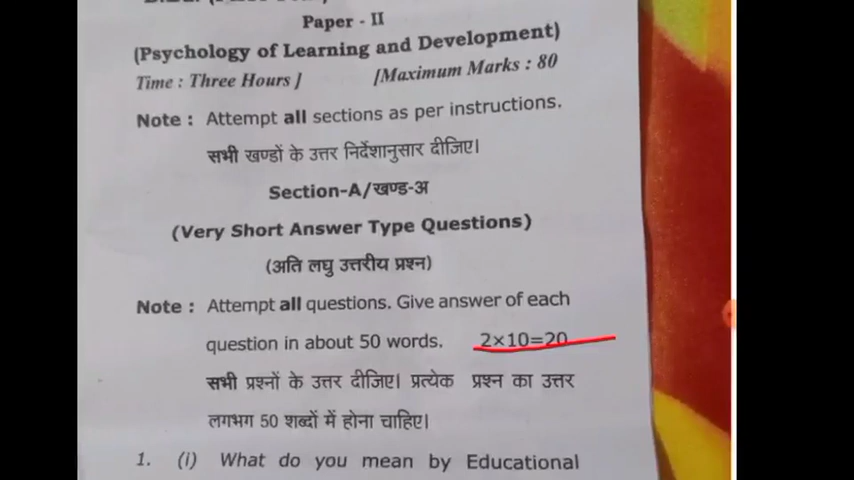 Paper - II
(Psychology of Learning and Development)
Time : Three Hours ] [Maximum Marks : 80
Note : Attempt all sections as per instructions.
सभी खण्डों के उत्तर निर्देशानुसार दीजिए।
Section-A/खण्ड-अ
(Very Short Answer Type Questions)
(अति लघु उत्तरीय प्रश्न)
Note : Attempt all questions. Give answer of each
question in about 50 words. 2×10=20
सभी प्रश्नों के उत्तर दीजिए। प्रत्येक प्रश्न का उत्तर
लगभग 50 शब्दों में होना चाहिए।
1. (i) What do you mean by Educational